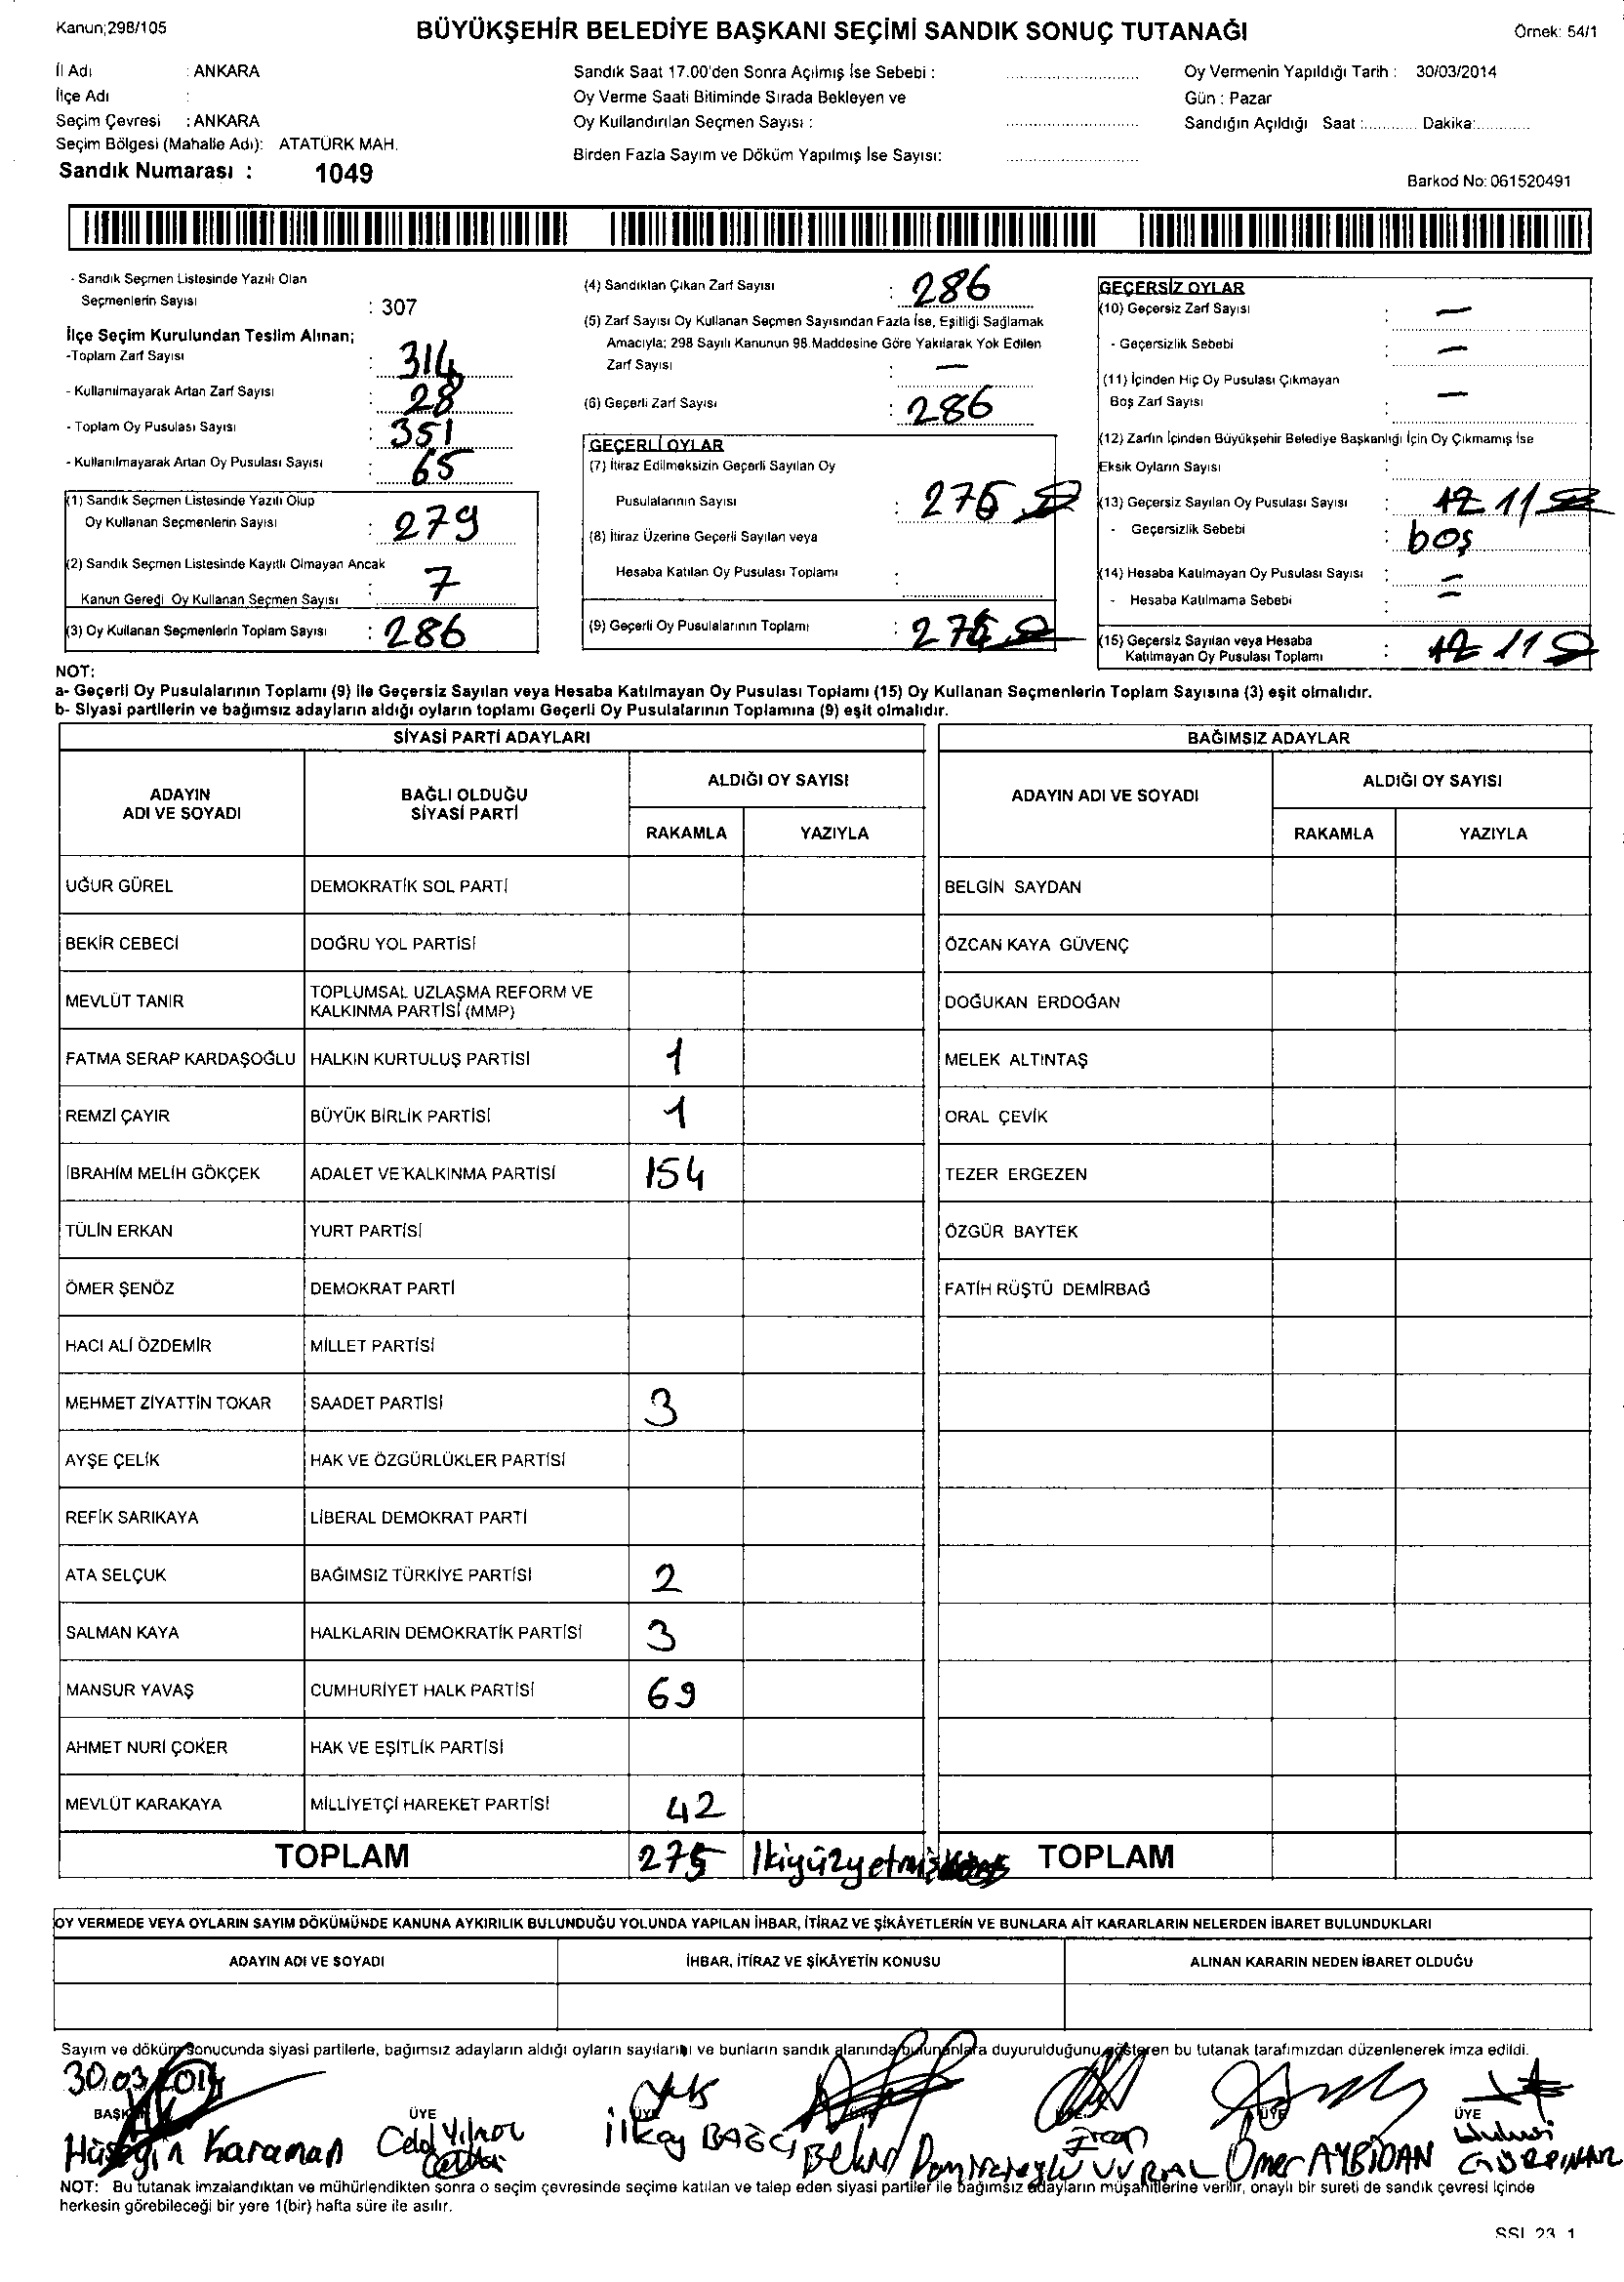 Kanun;298/105
BÜYÜKŞEHİR BELEDİYE BAŞKANI SEÇİMİ SANDIK SONUÇ TUTANAĞI
Örnek: 54/1
İl Adı : ANKARA
İlçe Adı :
Seçim Çevresi : ANKARA
Seçim Bölgesi (Mahalle Adı): ATATÜRK MAH.
Sandık Numarası : 1049
Sandık Saat 17.00'den Sonra Açılmış İse Sebebi :
Oy Verme Saati Bitiminde Sırada Bekleyen ve
Oy Kullandırılan Seçmen Sayısı :
Birden Fazla Sayım ve Döküm Yapılmış İse Sayısı:
Oy Vermenin Yapıldığı Tarih : 30/03/2014
Gün : Pazar
Sandığın Açıldığı Saat :............ Dakika:............
Barkod No: 061520491
- Sandık Seçmen Listesinde Yazılı Olan
Seçmenlerin Sayısı : 307
İlçe Seçim Kurulundan Teslim Alınan;
-Toplam Zarf Sayısı : 314
- Kullanılmayarak Artan Zarf Sayısı : 28
- Toplam Oy Pusulası Sayısı : 351
- Kullanılmayarak Artan Oy Pusulası Sayısı : 65
(1) Sandık Seçmen Listesinde Yazılı Olup
Oy Kullanan Seçmenlerin Sayısı : 279
(2) Sandık Seçmen Listesinde Kayıtlı Olmayan Ancak
Kanun Gereği Oy Kullanan Seçmen Sayısı : 7
(3) Oy Kullanan Seçmenlerin Toplam Sayısı : 286
(4) Sandıktan Çıkan Zarf Sayısı : 286
(5) Zarf Sayısı Oy Kullanan Seçmen Sayısından Fazla İse, Eşitliği Sağlamak
Amacıyla; 298 Sayılı Kanunun 98.Maddesine Göre Yakılarak Yok Edilen
Zarf Sayısı : —
(6) Geçerli Zarf Sayısı : 286
GEÇERLİ OYLAR
(7) İtiraz Edilmeksizin Geçerli Sayılan Oy
Pusulalarının Sayısı : 275
(8) İtiraz Üzerine Geçerli Sayılan veya
Hesaba Katılan Oy Pusulası Toplamı :
(9) Geçerli Oy Pusulalarının Toplamı : 275
GEÇERSİZ OYLAR
(10) Geçersiz Zarf Sayısı : —
- Geçersizlik Sebebi : —
(11) İçinden Hiç Oy Pusulası Çıkmayan
Boş Zarf Sayısı : —
(12) Zarfın İçinden Büyükşehir Belediye Başkanlığı İçin Oy Çıkmamış İse
Eksik Oyların Sayısı :
(13) Geçersiz Sayılan Oy Pusulası Sayısı : 12 11
- Geçersizlik Sebebi : boş
(14) Hesaba Katılmayan Oy Pusulası Sayısı : —
- Hesaba Katılmama Sebebi : —
(15) Geçersiz Sayılan veya Hesaba
Katılmayan Oy Pusulası Toplamı : 12 11
NOT:
a- Geçerli Oy Pusulalarının Toplamı (9) ile Geçersiz Sayılan veya Hesaba Katılmayan Oy Pusulası Toplamı (15) Oy Kullanan Seçmenlerin Toplam Sayısına (3) eşit olmalıdır.
b- Siyasi partilerin ve bağımsız adayların aldığı oyların toplamı Geçerli Oy Pusulalarının Toplamına (9) eşit olmalıdır.
SİYASİ PARTİ ADAYLARI
BAĞIMSIZ ADAYLAR
ADAYIN
ADI VE SOYADI
BAĞLI OLDUĞU
SİYASİ PARTİ
ALDIĞI OY SAYISI
RAKAMLA YAZIYLA
ADAYIN ADI VE SOYADI
ALDIĞI OY SAYISI
RAKAMLA YAZIYLA
UĞUR GÜREL DEMOKRATİK SOL PARTİ BELGİN SAYDAN
BEKİR CEBECİ DOĞRU YOL PARTİSİ ÖZCAN KAYA GÜVENÇ
MEVLÜT TANIR TOPLUMSAL UZLAŞMA REFORM VE
KALKINMA PARTİSİ (MMP) DOĞUKAN ERDOĞAN
FATMA SERAP KARDAŞOĞLU HALKIN KURTULUŞ PARTİSİ 1 MELEK ALTINTAŞ
REMZİ ÇAYIR BÜYÜK BİRLİK PARTİSİ 1 ORAL ÇEVİK
İBRAHİM MELİH GÖKÇEK ADALET VE KALKINMA PARTİSİ 154 TEZER ERGEZEN
TÜLİN ERKAN YURT PARTİSİ ÖZGÜR BAYTEK
ÖMER ŞENÖZ DEMOKRAT PARTİ FATİH RÜŞTÜ DEMİRBAĞ
HACI ALİ ÖZDEMİR MİLLET PARTİSİ
MEHMET ZİYATTİN TOKAR SAADET PARTİSİ 3
AYŞE ÇELİK HAK VE ÖZGÜRLÜKLER PARTİSİ
REFİK SARIKAYA LİBERAL DEMOKRAT PARTİ
ATA SELÇUK BAĞIMSIZ TÜRKİYE PARTİSİ 2
SALMAN KAYA HALKLARIN DEMOKRATİK PARTİSİ 3
MANSUR YAVAŞ CUMHURİYET HALK PARTİSİ 69
AHMET NURİ ÇOKER HAK VE EŞİTLİK PARTİSİ
MEVLÜT KARAKAYA MİLLİYETÇİ HAREKET PARTİSİ 42
TOPLAM 275 İkiyüzyetmiş TOPLAM
OY VERMEDE VEYA OYLARIN SAYIM DÖKÜMÜNDE KANUNA AYKIRILIK BULUNDUĞU YOLUNDA YAPILAN İHBAR, İTİRAZ VE ŞİKÂYETLERİN VE BUNLARA AİT KARARLARIN NELERDEN İBARET BULUNDUKLARI
ADAYIN ADI VE SOYADI İHBAR, İTİRAZ VE ŞİKÂYETİN KONUSU ALINAN KARARIN NEDEN İBARET OLDUĞU
Sayım ve döküm sonucunda siyasi partilerle, bağımsız adayların aldığı oyların sayılarını ve bunların sandık alanında bulunanlara duyurulduğunu gösteren bu tutanak tarafımızdan düzenlenerek imza edildi.
30.03.2014
BAŞKAN ÜYE ÜYE ÜYE ÜYE ÜYE ÜYE
Hüseyin Karaman Celal Yılmaz İlkay BAĞCI Ömer AYBİDAN
NOT: Bu tutanak imzalandıktan ve mühürlendikten sonra o seçim çevresinde seçime katılan ve talep eden siyasi partiler ile bağımsız adayların müşahitlerine verilir, onaylı bir sureti de sandık çevresi içinde
herkesin görebileceği bir yere 1(bir) hafta süre ile asılır.